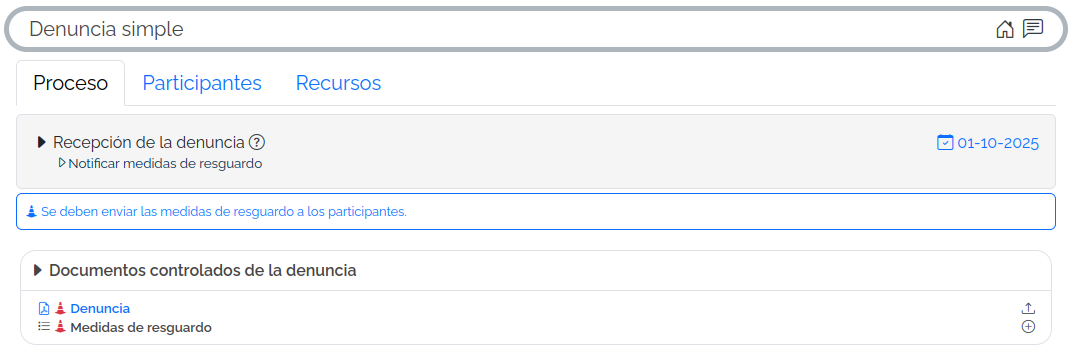 Denuncia simple
Proceso Participantes Recursos
Recepción de la denuncia ? 01-10-2025
Notificar medidas de resguardo
Se deben enviar las medidas de resguardo a los participantes.
Documentos controlados de la denuncia
Denuncia
Medidas de resguardo